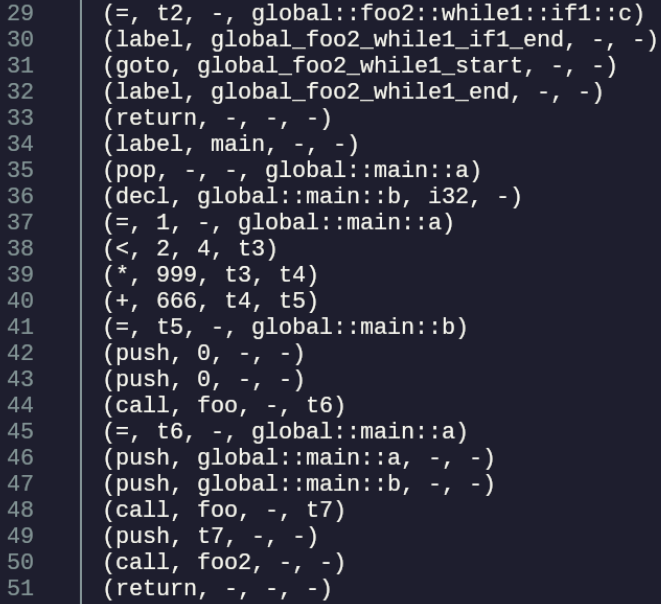 29 (=, t2, -, global::foo2::while1::if1::c)
30 (label, global_foo2_while1_if1_end, -, -)
31 (goto, global_foo2_while1_start, -, -)
32 (label, global_foo2_while1_end, -, -)
33 (return, -, -, -)
34 (label, main, -, -)
35 (pop, -, -, global::main::a)
36 (decl, global::main::b, i32, -)
37 (=, 1, -, global::main::a)
38 (<, 2, 4, t3)
39 (*, 999, t3, t4)
40 (+, 666, t4, t5)
41 (=, t5, -, global::main::b)
42 (push, 0, -, -)
43 (push, 0, -, -)
44 (call, foo, -, t6)
45 (=, t6, -, global::main::a)
46 (push, global::main::a, -, -)
47 (push, global::main::b, -, -)
48 (call, foo, -, t7)
49 (push, t7, -, -)
50 (call, foo2, -, -)
51 (return, -, -, -)